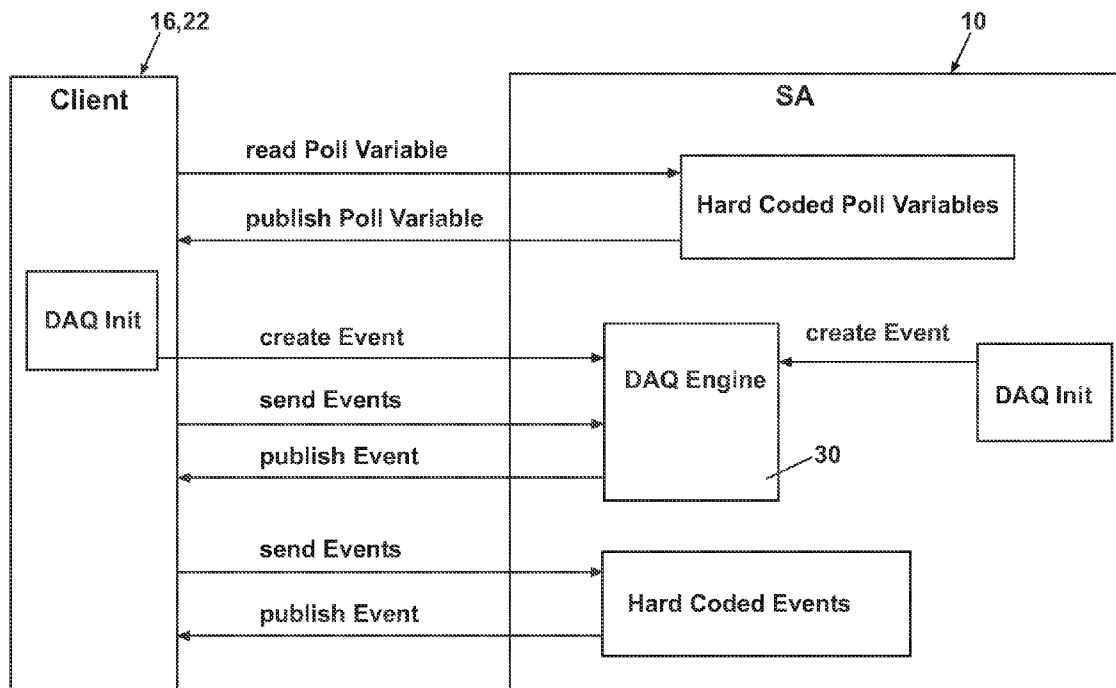 16,22
10
Client
SA
read Poll Variable
Hard Coded Poll Variables
publish Poll Variable
DAQ Init
create Event
create Event
DAQ Engine
DAQ Init
send Events
publish Event
30
send Events
Hard Coded Events
publish Event